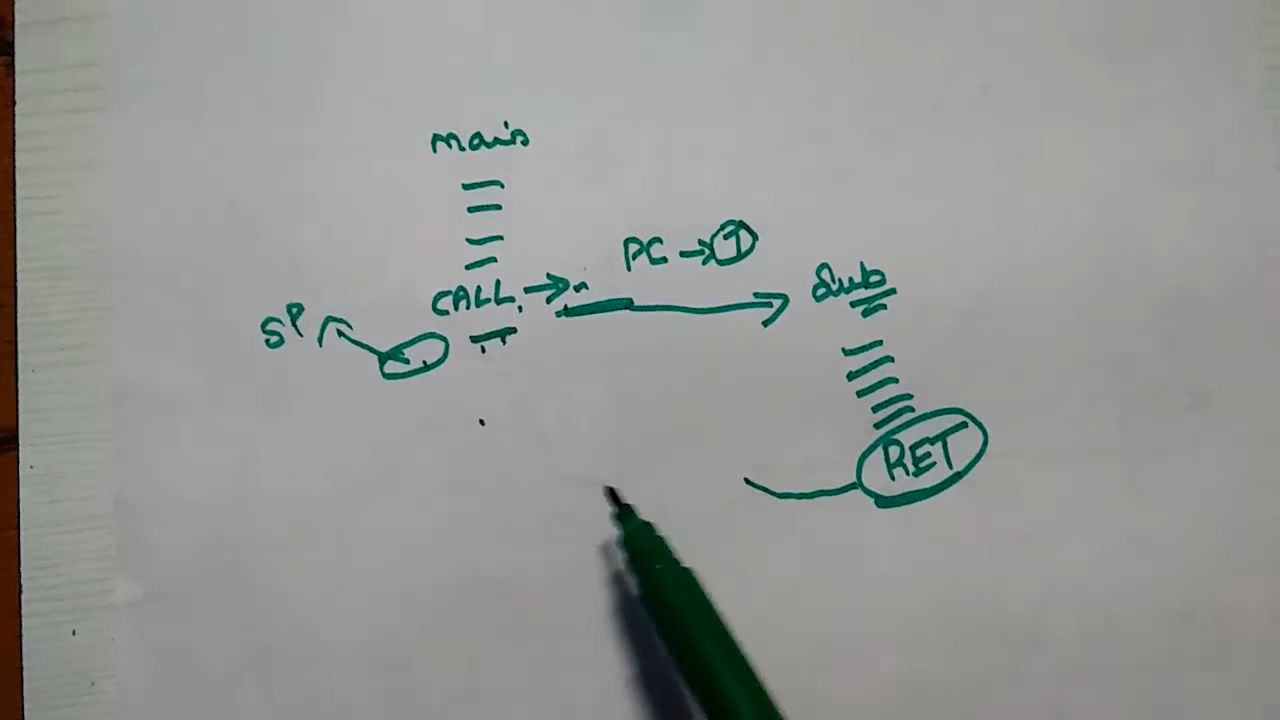 main
PC →
CALL →
Sub
SP
RET